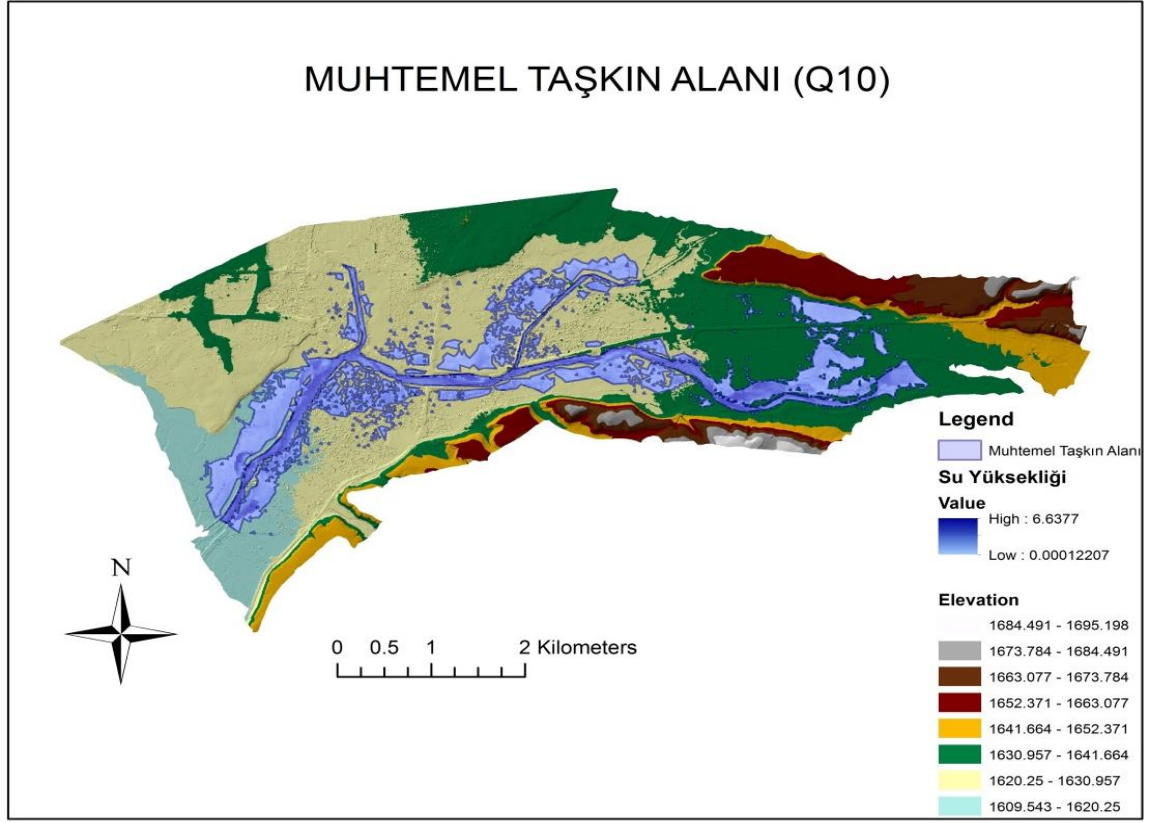 MUHTEMEL TAŞKIN ALANI (Q10)
Legend
Muhtemel Taşkın Alanı
Su Yüksekliği
Value
High : 6.6377
Low : 0.00012207
N
0 0.5 1 2 Kilometers
Elevation
1684.491 - 1695.198
1673.784 - 1684.491
1663.077 - 1673.784
1652.371 - 1663.077
1641.664 - 1652.371
1630.957 - 1641.664
1620.25 - 1630.957
1609.543 - 1620.25